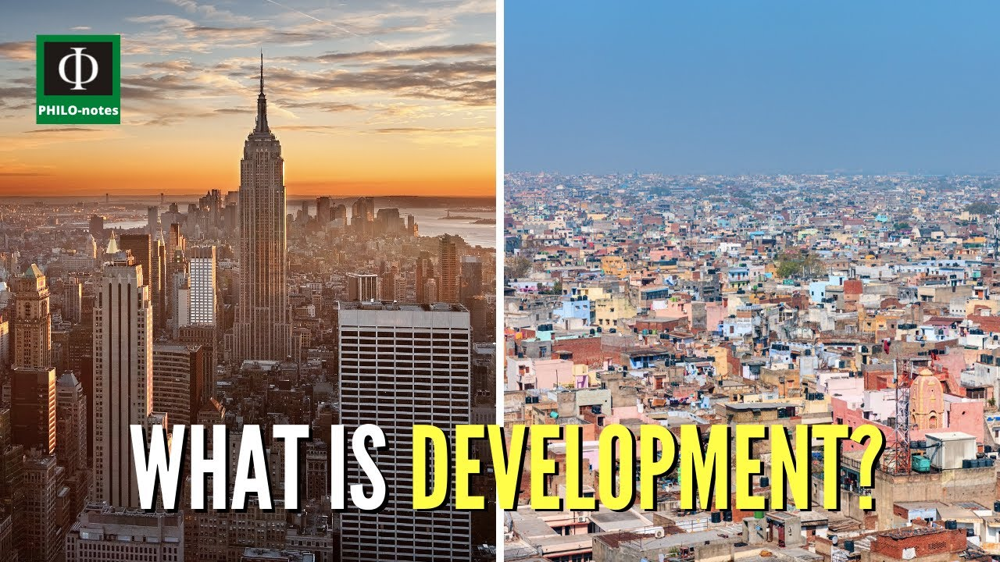 Φ
PHILO-notes
WHAT IS DEVELOPMENT?